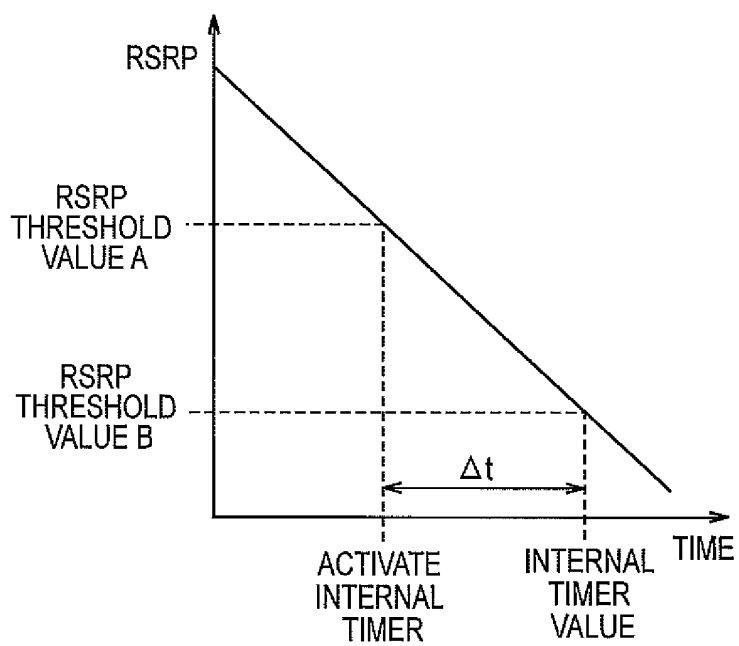 RSRP
RSRP
THRESHOLD
VALUE A
RSRP
THRESHOLD
VALUE B
Δt
TIME
ACTIVATE
INTERNAL
TIMER
INTERNAL
TIMER
VALUE